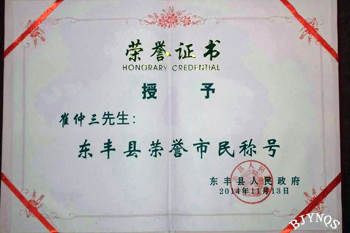 荣誉证书
HONORARY CREDENTIAL
授予
崔仲三先生：
东丰县荣誉市民称号
东丰县人民政府
2014年11月13日
BJYNQS